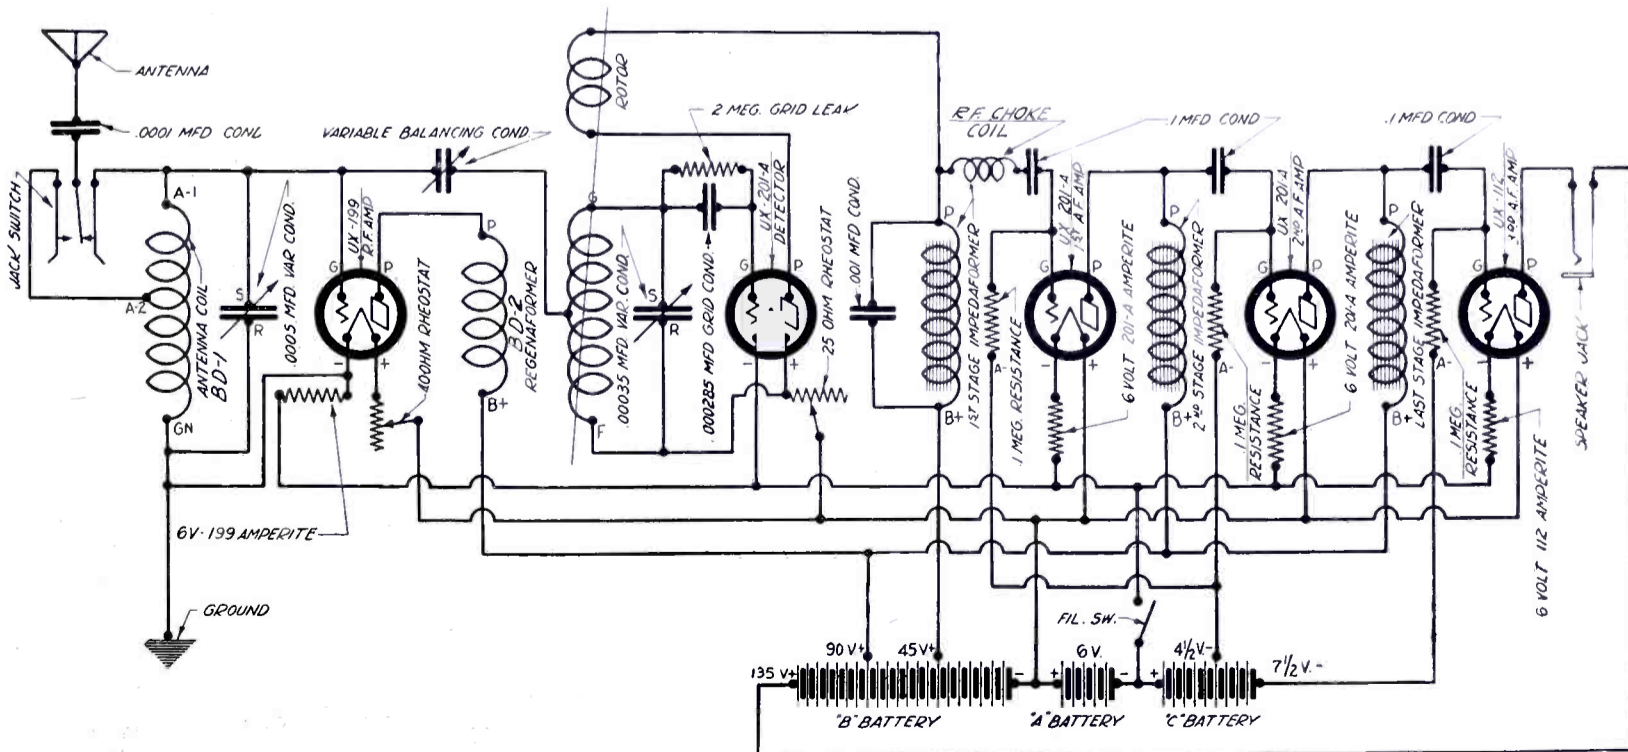 ANTENNA
.0001 MFD CONC
VARIABLE BALANCING COND.
ROTOR
2 MEG. GRID LEAK
R.F. CHOKE
COIL
.1 MFD COND
.1 MFD COND
JACK SWITCH
A-1
A-2
ANTENNA COIL
BD-1
GN
S
R
.0005 MFD. VAR COND.
UX-199
R.F. AMP
G
P
-
+
400HM RHEOSTAT
6V-199 AMPERITE
P
BD-2
REGENAFORMER
B+
G
F
.00035 MFD VAR. COND.
S
R
.000285 MFD GRID COND.
UX-201-A
DETECTOR
G
P
-
+
25 OHM RHEOSTAT
.001 MFD COND.
P
B+
1ST STAGE IMPEDAFORMER
A-
.1 MEG. RESISTANCE
UX 201-A
1ST A.F. AMP
G
P
-
+
6 VOLT 201-A AMPERITE
P
B+
2ND STAGE IMPEDAFORMER
A-
.1 MEG.
RESISTANCE
UX 201-A
2ND A.F. AMP
G
P
-
+
6 VOLT 201-A AMPERITE
P
B+
LAST STAGE IMPEDAFORMER
A-
.1 MEG.
RESISTANCE
UX-112
3RD A.F. AMP
G
P
-
+
6 VOLT 112 AMPERITE
SPEAKER JACK
GROUND
FIL. SW.
135 V+
90 V+
45V+
-
+
6 V.
-
+
4½V.-
7½ V.-
"B" BATTERY
"A" BATTERY
"C" BATTERY